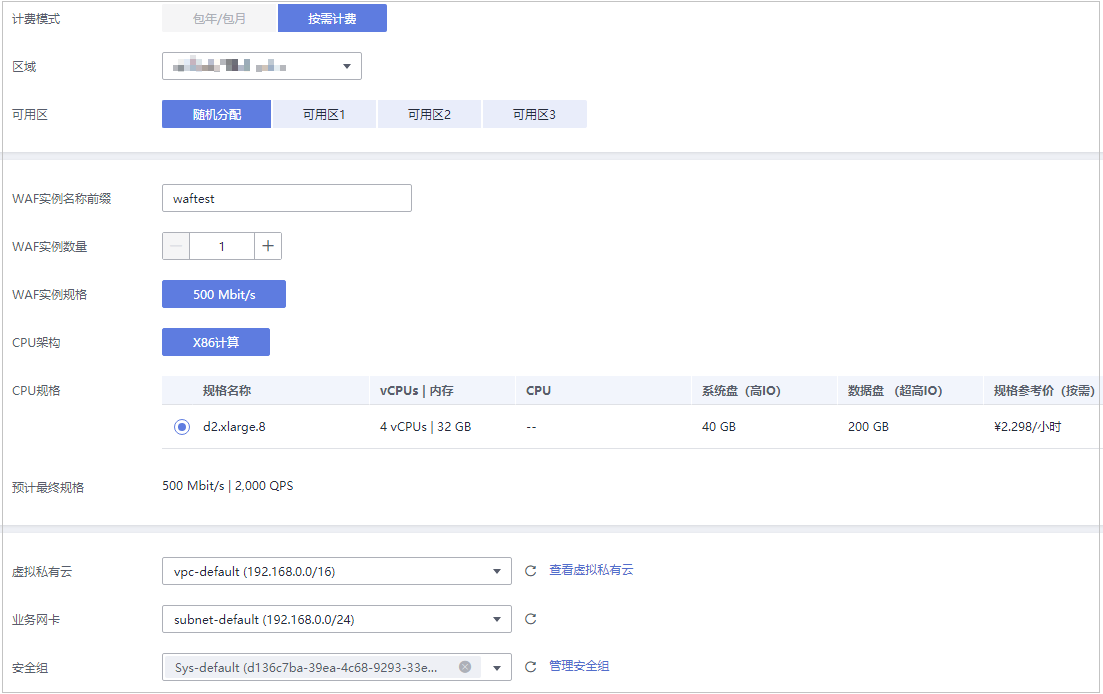 计费模式 包年/包月 按需计费
区域
可用区 随机分配 可用区1 可用区2 可用区3
WAF实例名称前缀 waftest
WAF实例数量 1
WAF实例规格 500 Mbit/s
CPU架构 X86计算
CPU规格 规格名称 vCPUs | 内存 CPU 系统盘（高IO） 数据盘 （超高IO） 规格参考价（按需）
d2.xlarge.8 4 vCPUs | 32 GB -- 40 GB 200 GB ¥2.298/小时
预计最终规格 500 Mbit/s | 2,000 QPS
虚拟私有云 vpc-default (192.168.0.0/16) 查看虚拟私有云
业务网卡 subnet-default (192.168.0.0/24)
安全组 Sys-default (d136c7ba-39ea-4c68-9293-33e... 管理安全组